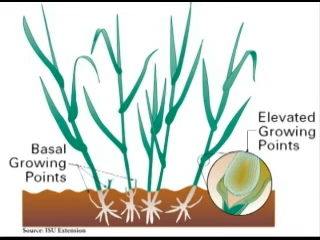 Elevated
Growing
Points
Basal
Growing
Points
Source: ISU Extension